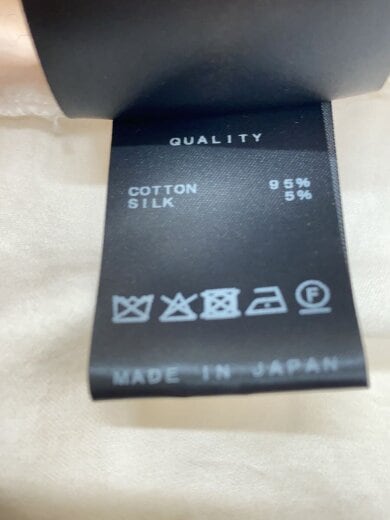 QUALITY
COTTON 95%
SILK 5%
F
MADE IN JAPAN